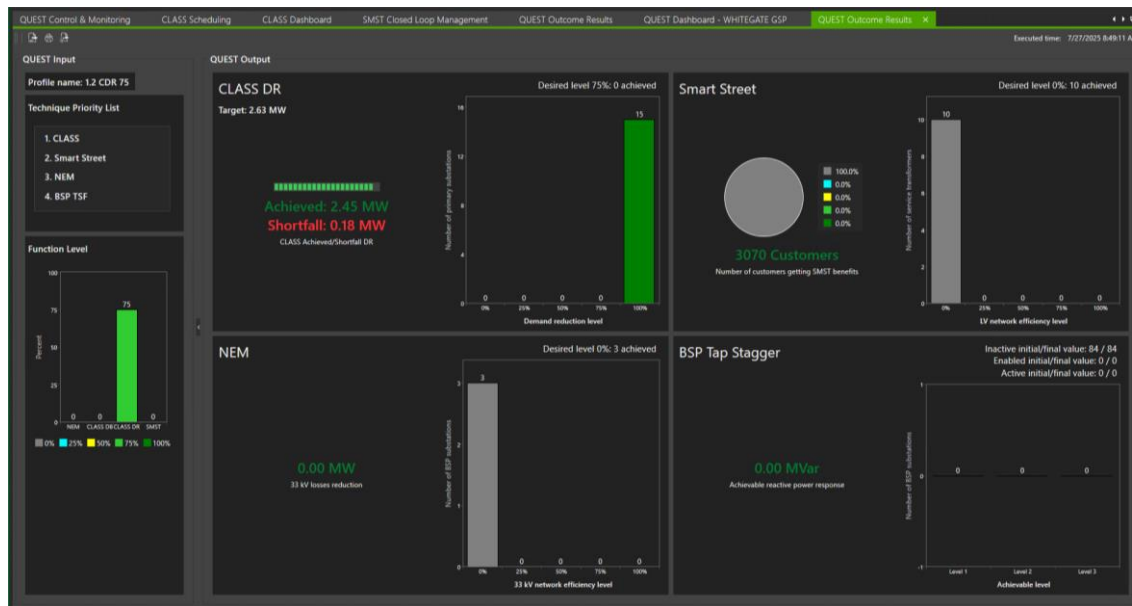 QUEST Control & Monitoring CLASS Scheduling CLASS Dashboard SMST Closed Loop Management QUEST Outcome Results QUEST Dashboard - WHITEGATE GSP QUEST Outcome Results ×
Executed time: 7/27/2025 8:49:11 A
QUEST Input
Profile name: 1.2 CDR 75
Technique Priority List
1. CLASS
2. Smart Street
3. NEM
4. BSP TSF
Function Level
100
75
50
25
0
Percent
0 0 75 0
NEM CLASS DB CLASS DR SMST
0% 25% 50% 75% 100%
QUEST Output
CLASS DR
Desired level 75%: 0 achieved
Target: 2.63 MW
Achieved: 2.45 MW
Shortfall: 0.18 MW
CLASS Achieved/Shortfall DR
Number of primary substations
16
12
8
4
0
0 0 0 0 15
0% 25% 50% 75% 100%
Demand reduction level
Smart Street
Desired level 0%: 10 achieved
100.0%
0.0%
0.0%
0.0%
0.0%
3070 Customers
Number of customers getting SMST benefits
Number of service transformers
10
8
6
4
2
0
10 0 0 0 0
0% 25% 50% 75% 100%
LV network efficiency level
NEM
Desired level 0%: 3 achieved
0.00 MW
33 kV losses reduction
Number of BSP substations
3
2
1
0
3 0 0 0 0
0% 25% 50% 75% 100%
33 kV network efficiency level
BSP Tap Stagger
Inactive initial/final value: 84 / 84
Enabled initial/final value: 0 / 0
Active initial/final value: 0 / 0
0.00 MVar
Achievable reactive power response
Number of BSP substations
1
0
-1
0 0 0
Level 1 Level 2 Level 3
Achievable level